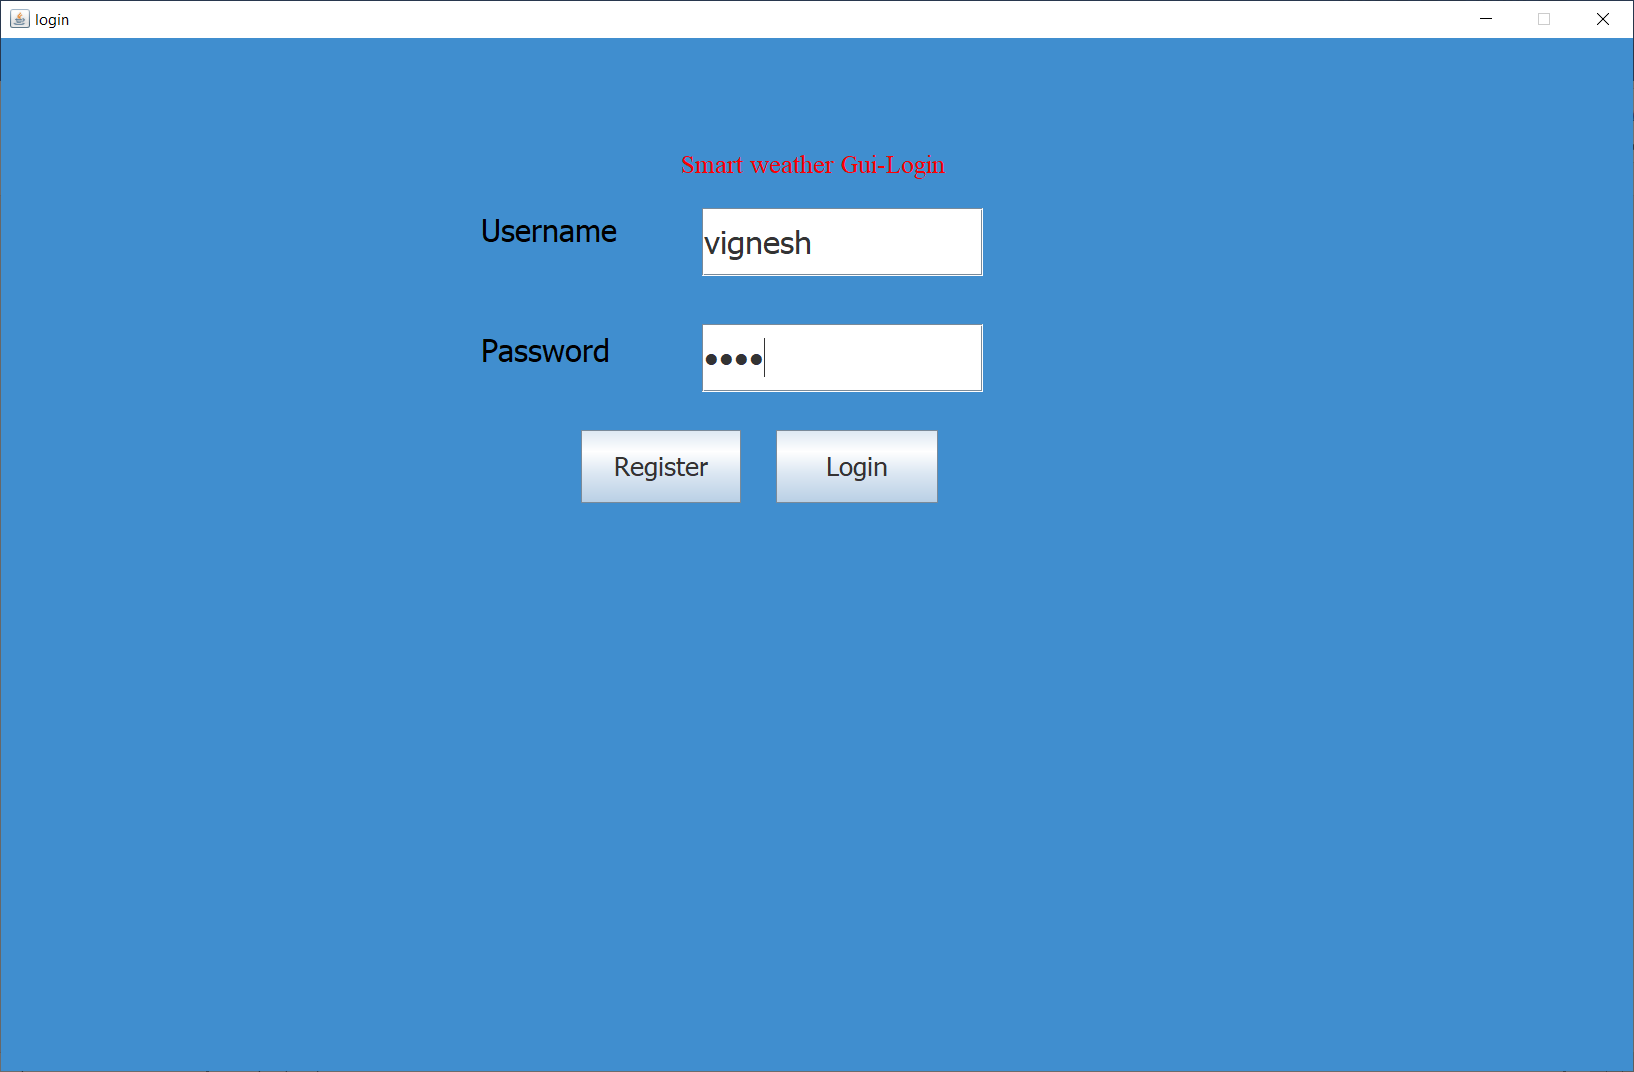 login
Smart weather Gui-Login
Username
vignesh
Password
••••
Register
Login